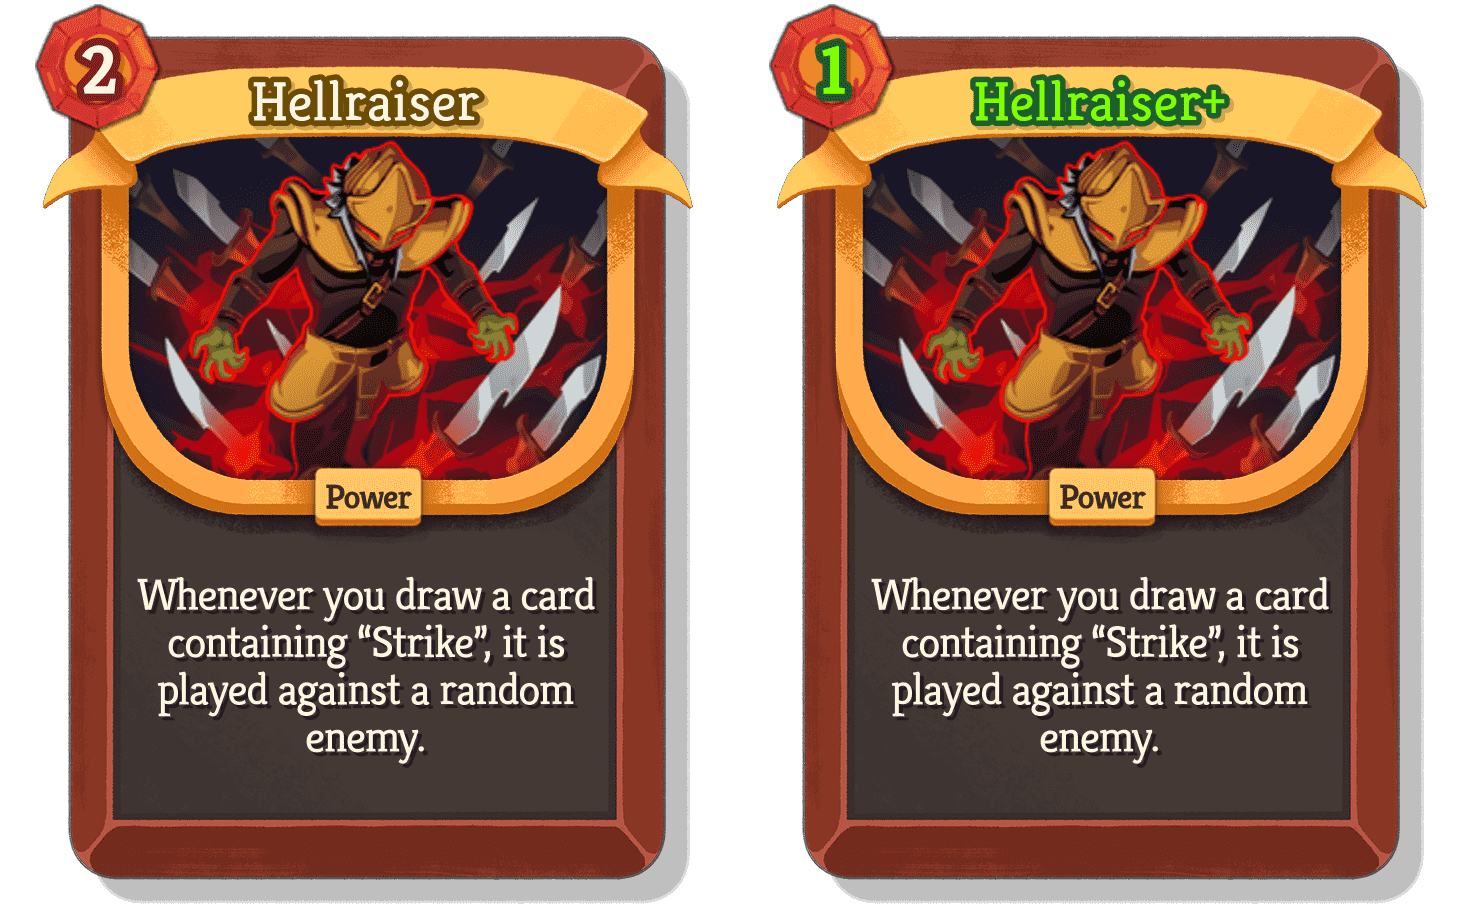 2
Hellraiser
Power
Whenever you draw a card
containing “Strike”, it is
played against a random
enemy.
1
Hellraiser+
Power
Whenever you draw a card
containing “Strike”, it is
played against a random
enemy.